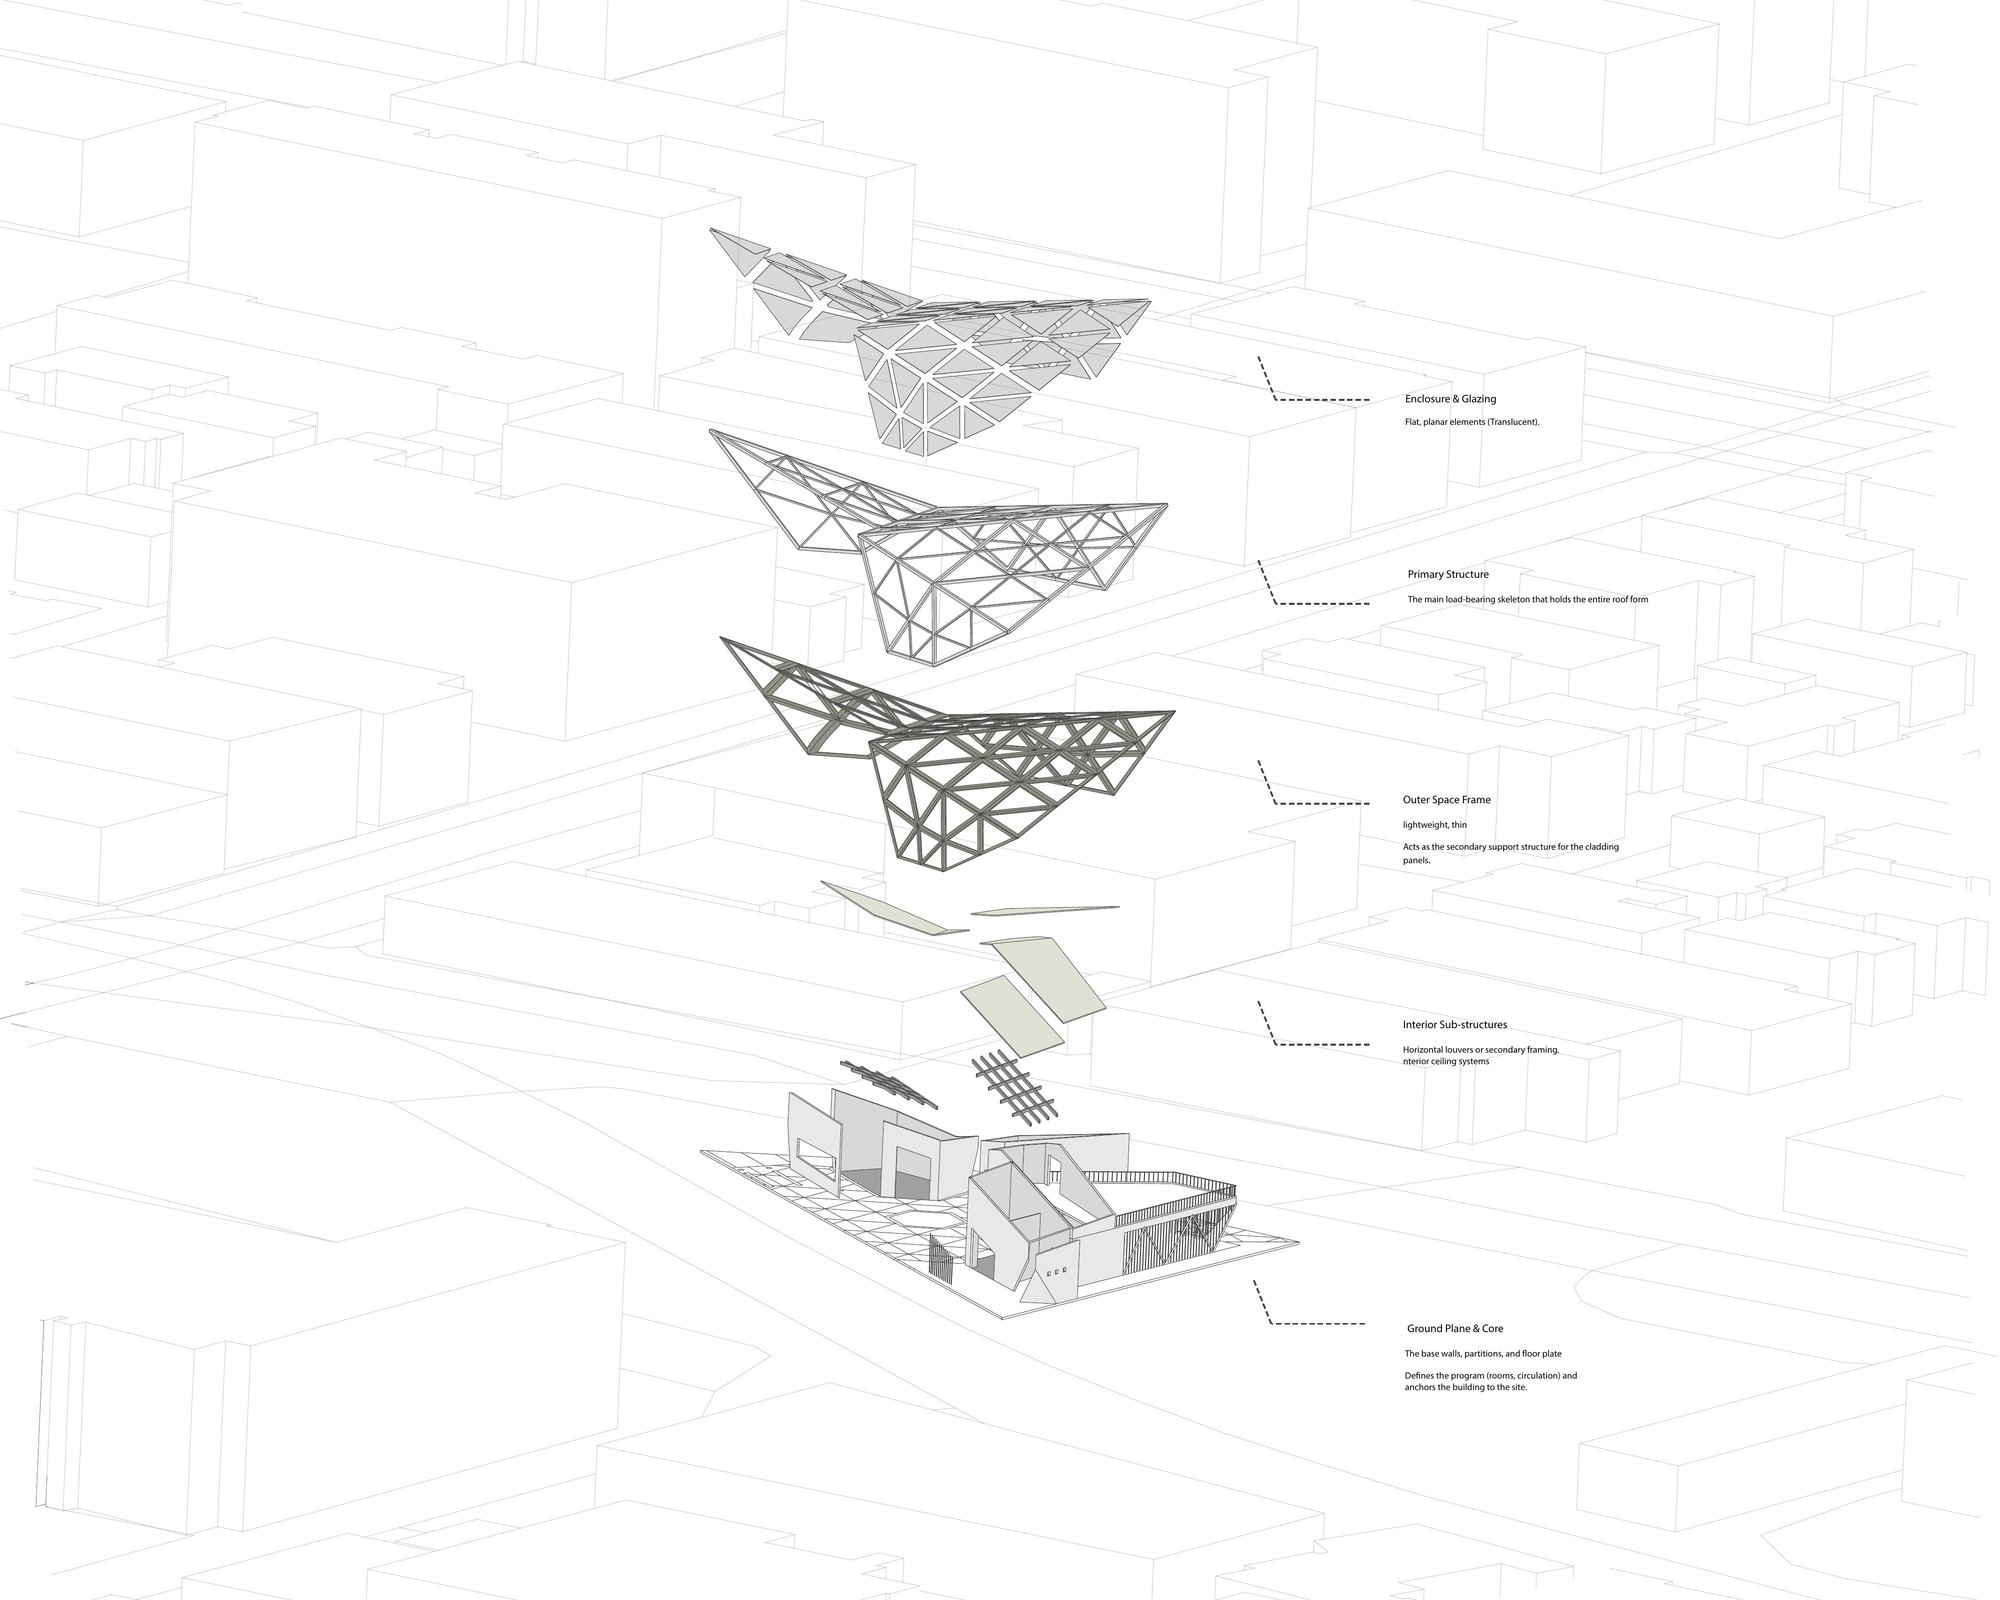 Enclosure & Glazing
Flat, planar elements (Translucent).
Primary Structure
The main load-bearing skeleton that holds the entire roof form
Outer Space Frame
lightweight, thin
Acts as the secondary support structure for the cladding
panels.
Interior Sub-structures
Horizontal louvers or secondary framing.
nterior ceiling systems
Ground Plane & Core
The base walls, partitions, and floor plate
Defines the program (rooms, circulation) and
anchors the building to the site.